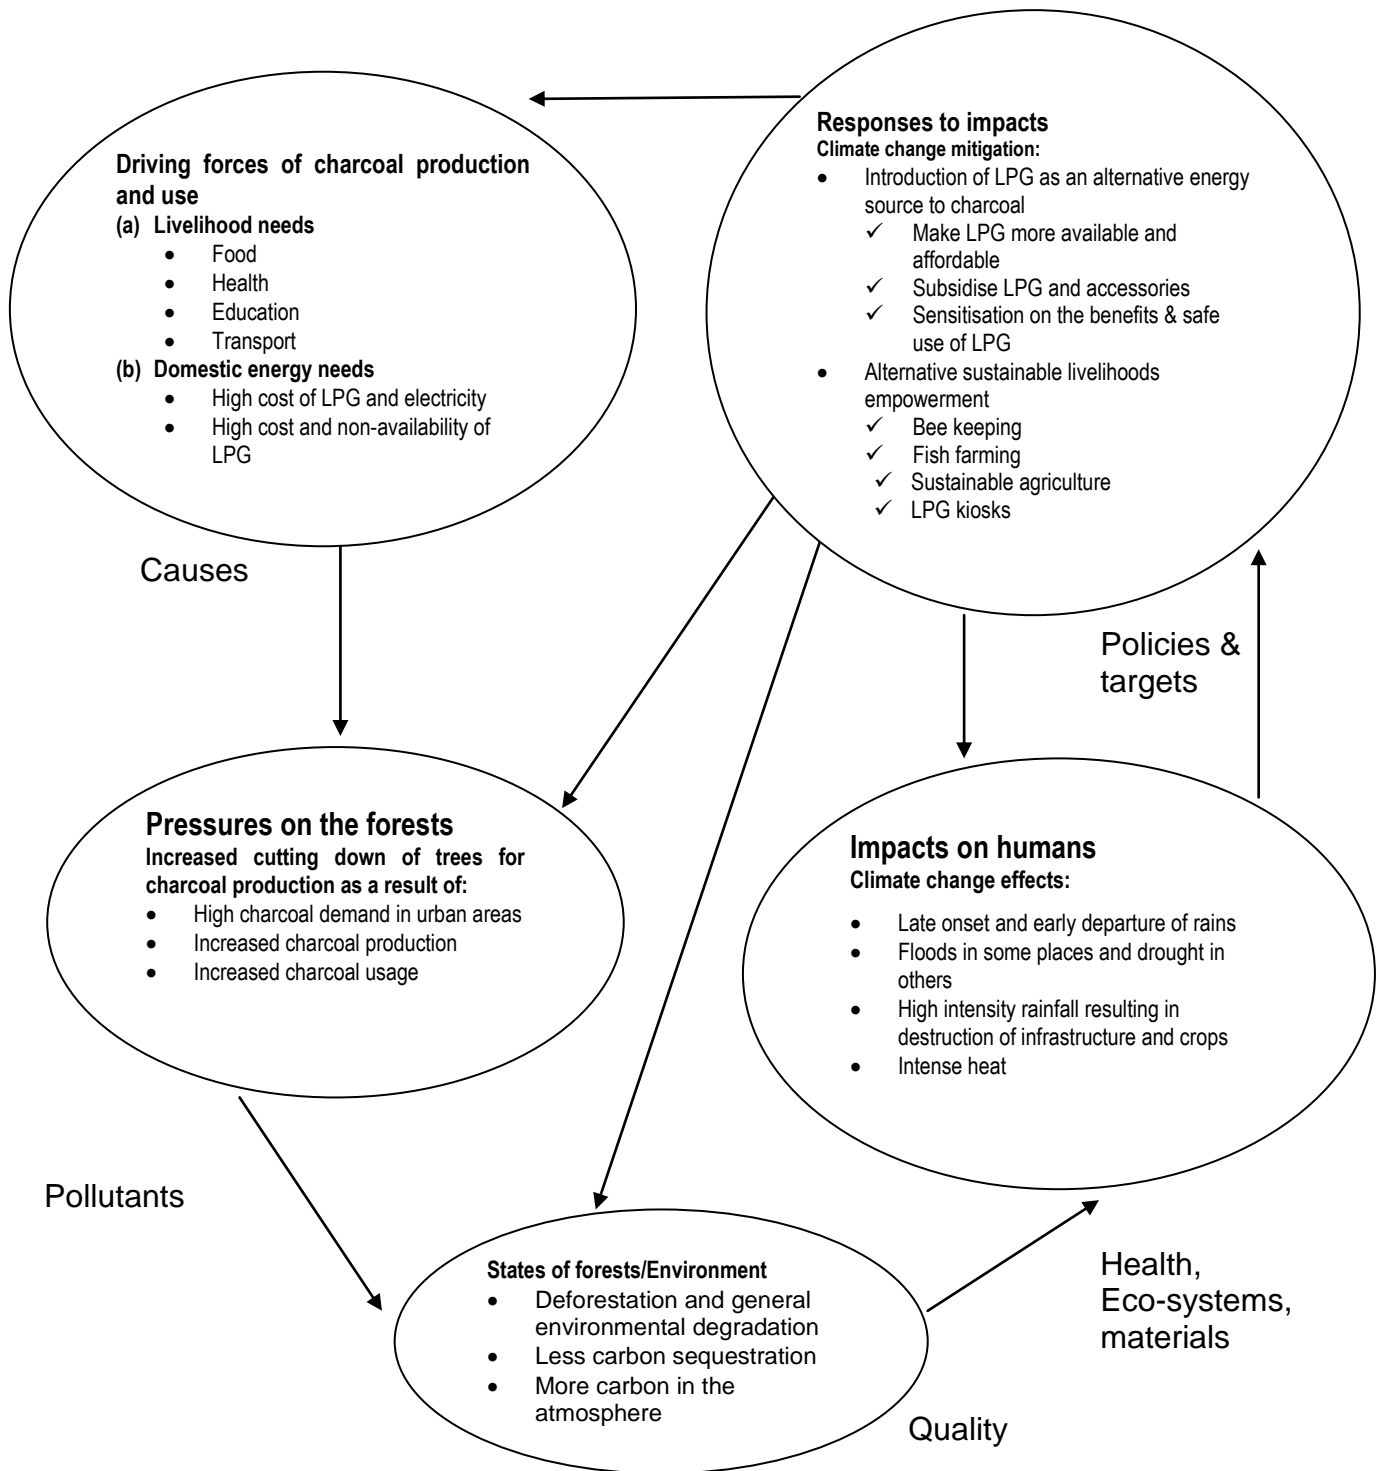 Driving forces of charcoal production
and use
(a) Livelihood needs
• Food
• Health
• Education
• Transport
(b) Domestic energy needs
• High cost of LPG and electricity
• High cost and non-availability of
LPG
Responses to impacts
Climate change mitigation:
• Introduction of LPG as an alternative energy
source to charcoal
✓ Make LPG more available and
affordable
✓ Subsidise LPG and accessories
✓ Sensitisation on the benefits & safe
use of LPG
• Alternative sustainable livelihoods
empowerment
✓ Bee keeping
✓ Fish farming
✓ Sustainable agriculture
✓ LPG kiosks
Causes
Policies &
targets
Pressures on the forests
Increased cutting down of trees for
charcoal production as a result of:
• High charcoal demand in urban areas
• Increased charcoal production
• Increased charcoal usage
Impacts on humans
Climate change effects:
• Late onset and early departure of rains
• Floods in some places and drought in
others
• High intensity rainfall resulting in
destruction of infrastructure and crops
• Intense heat
Pollutants
States of forests/Environment
• Deforestation and general
environmental degradation
• Less carbon sequestration
• More carbon in the
atmosphere
Health,
Eco-systems,
materials
Quality